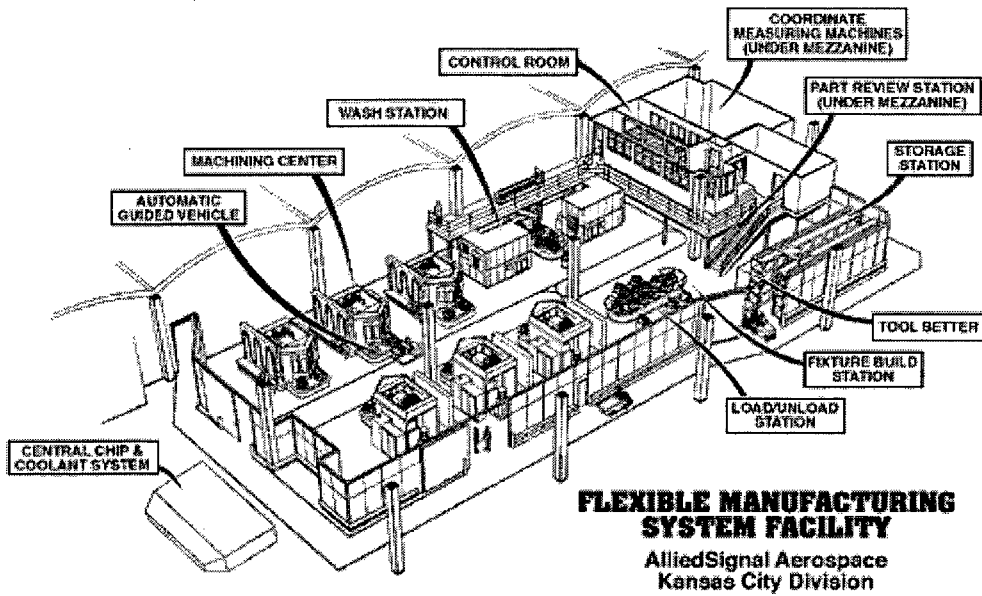 COORDINATE
MEASURING MACHINES
(UNDER MEZZANINE)
CONTROL ROOM
PART REVIEW STATION
(UNDER MEZZANINE)
WASH STATION
STORAGE
STATION
MACHINING CENTER
AUTOMATIC
GUIDED VEHICLE
TOOL BETTER
FIXTURE BUILD
STATION
LOAD/UNLOAD
STATION
CENTRAL CHIP &
COOLANT SYSTEM
FLEXIBLE MANUFACTURING
SYSTEM FACILITY
AlliedSignal Aerospace
Kansas City Division